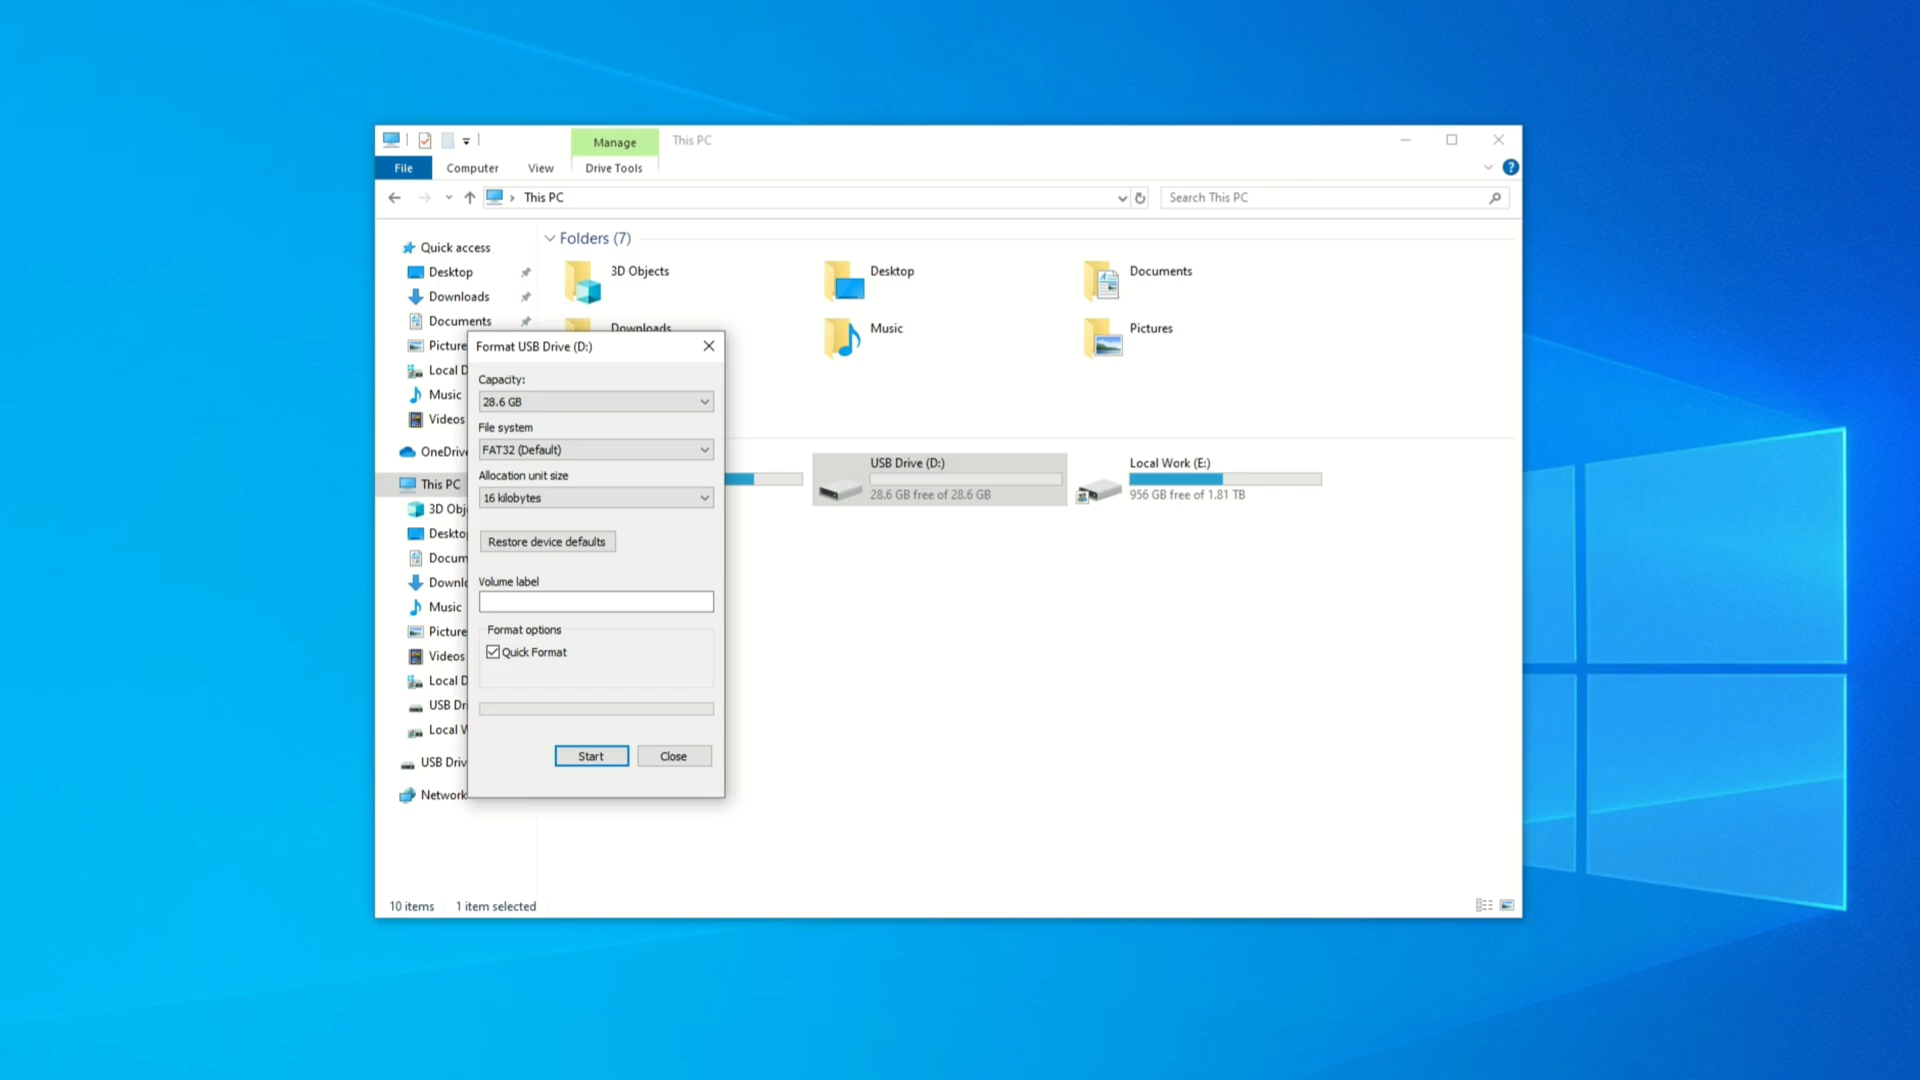 Manage
This PC
File
Computer
View
Drive Tools
This PC
Search This PC
Quick access
Desktop
Downloads
Documents
Picture
Local D
Music
Videos
OneDrive
This PC
3D Obj
Desktop
Docum
Downlo
Music
Picture
Videos
Local D
USB Dri
Local W
USB Driv
Network
Folders (7)
3D Objects
Desktop
Documents
Downloads
Music
Pictures
USB Drive (D:)
28.6 GB free of 28.6 GB
Local Work (E:)
956 GB free of 1.81 TB
Format USB Drive (D:)
Capacity:
28.6 GB
File system
FAT32 (Default)
Allocation unit size
16 kilobytes
Restore device defaults
Volume label
Format options
Quick Format
Start
Close
10 items
1 item selected